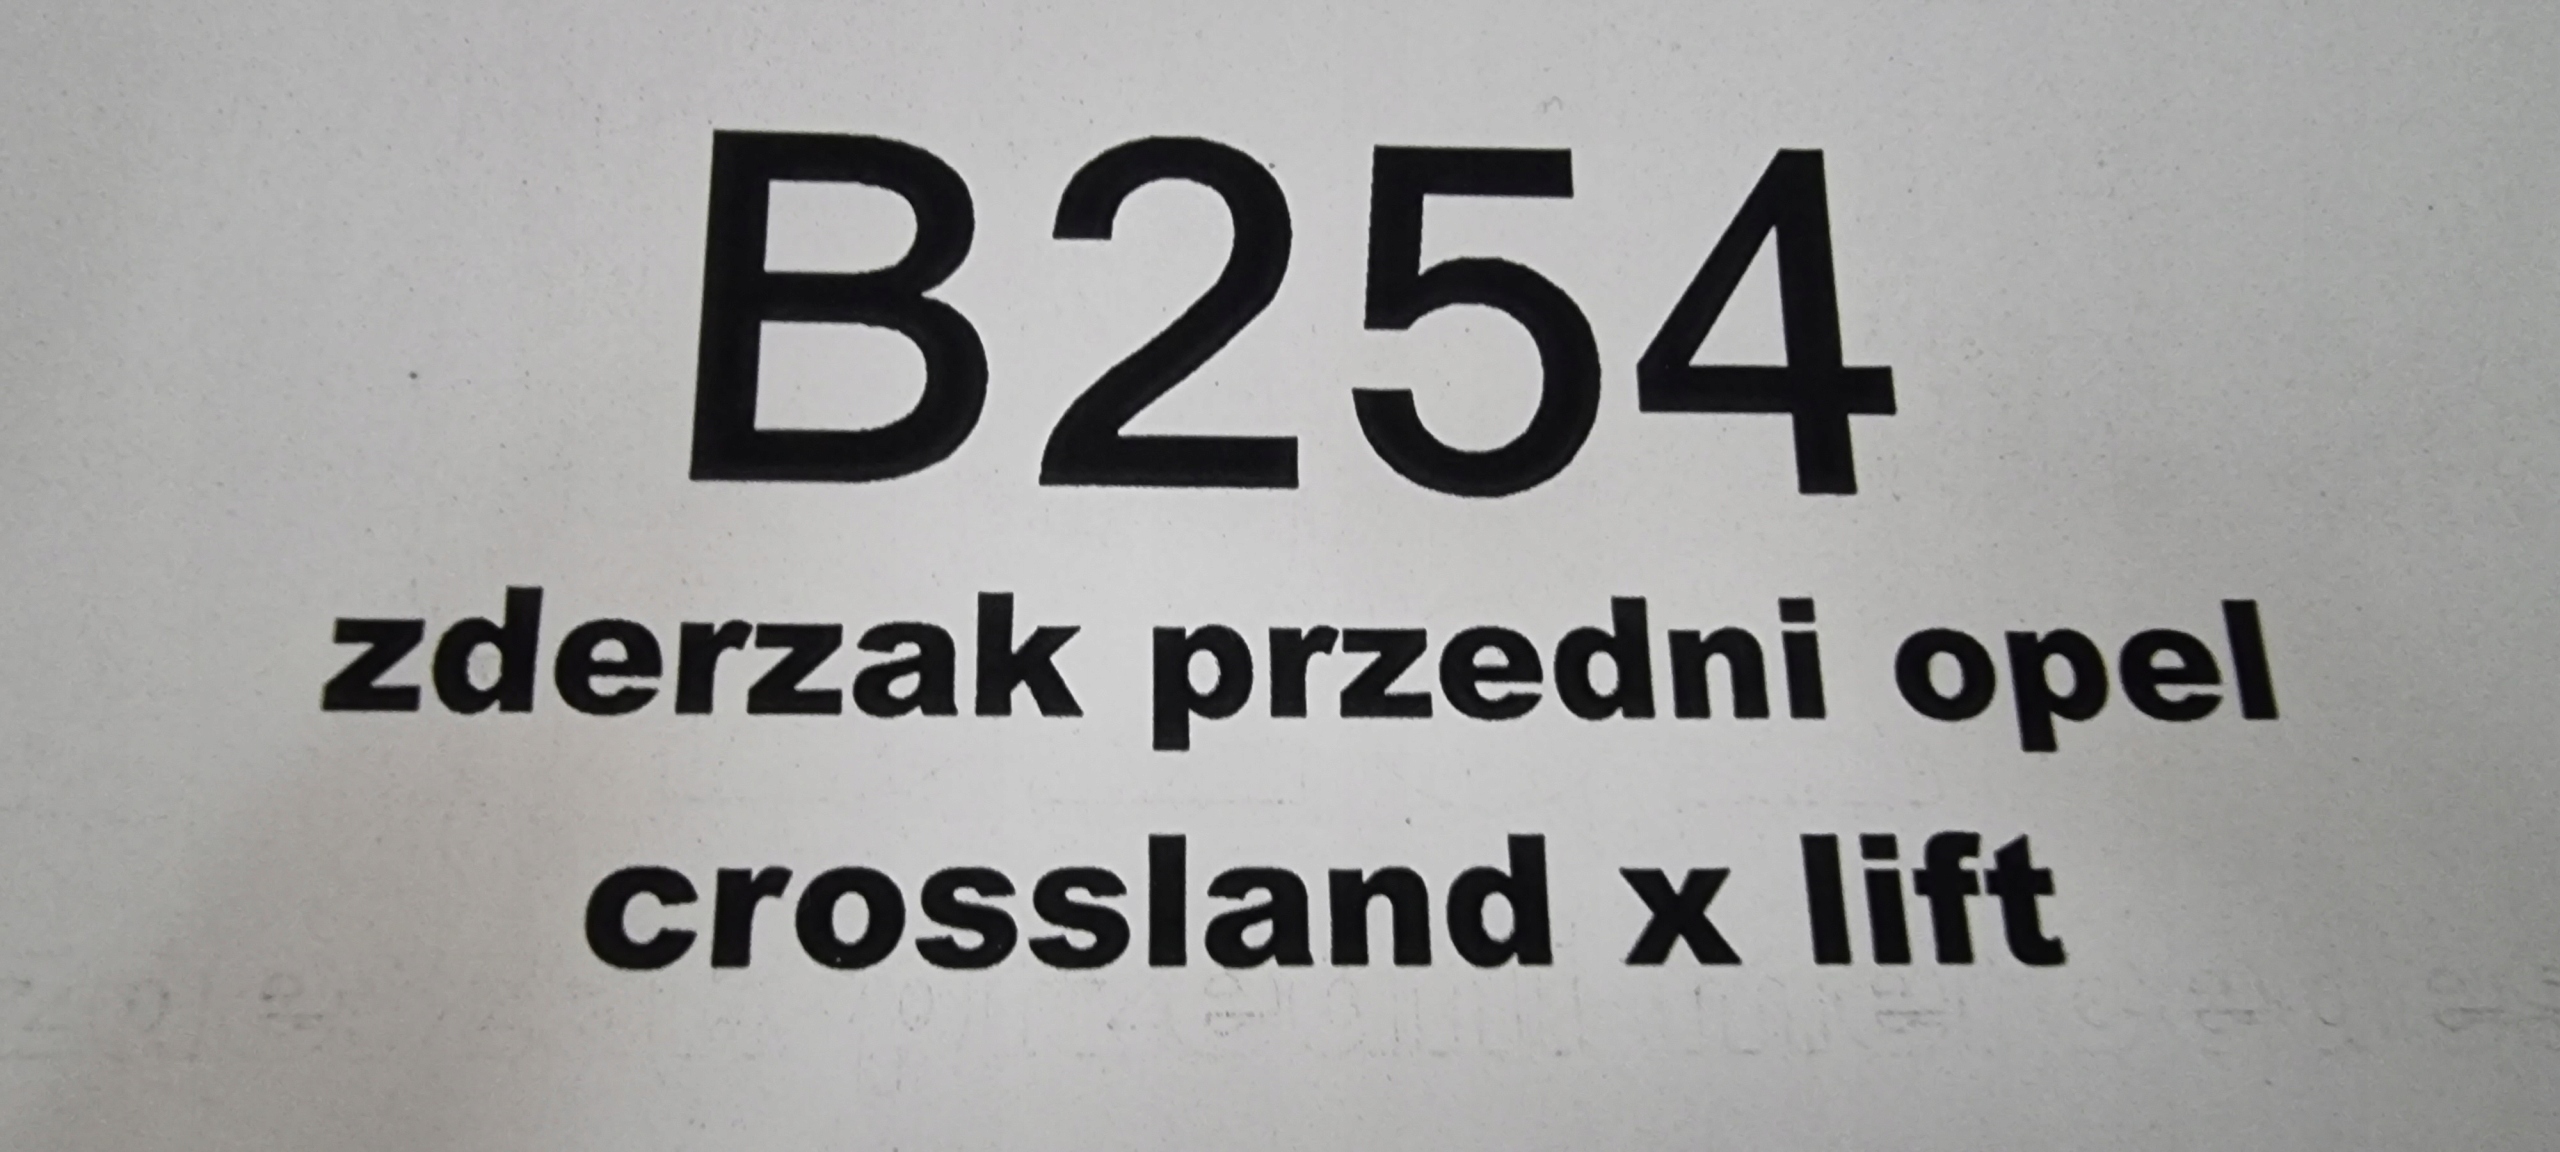 B254
zderzak przedni opel
crossland x lift